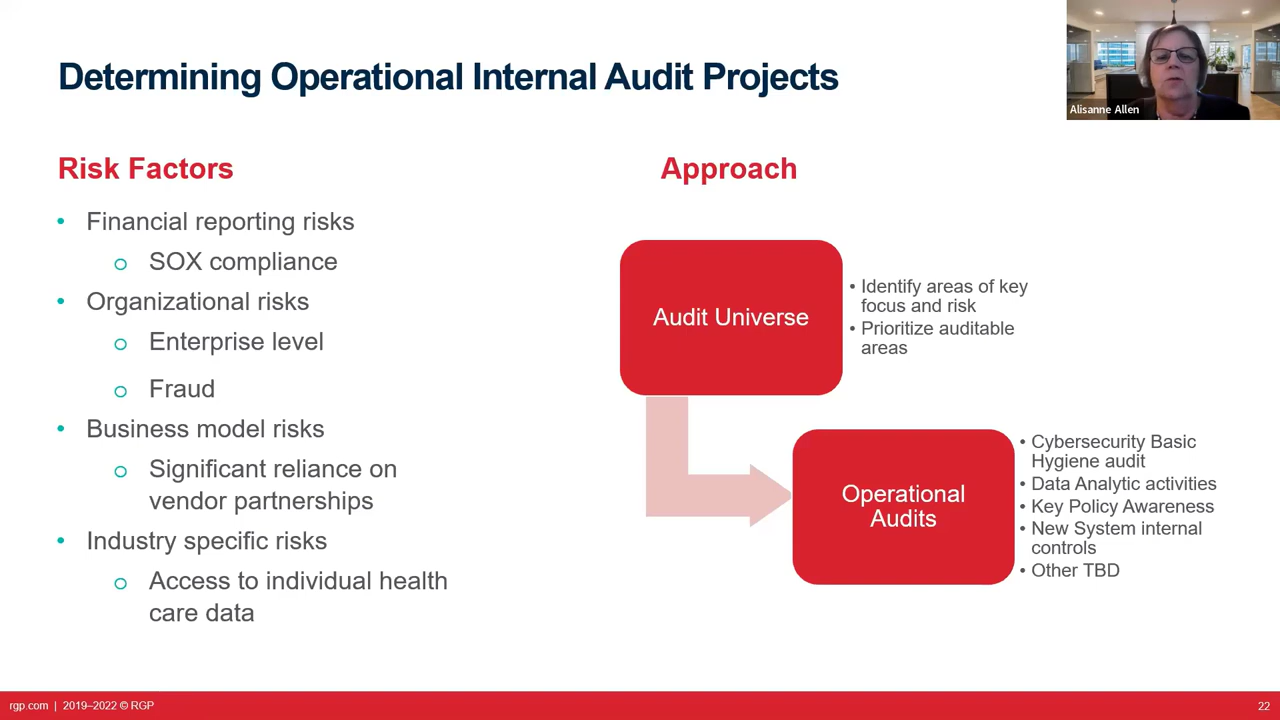 Determining Operational Internal Audit Projects
Alisanne Allen
Risk Factors
• Financial reporting risks
o SOX compliance
• Organizational risks
o Enterprise level
o Fraud
• Business model risks
o Significant reliance on
vendor partnerships
• Industry specific risks
o Access to individual health
care data
Approach
Audit Universe
• Identify areas of key
focus and risk
• Prioritize auditable
areas
Operational
Audits
• Cybersecurity Basic
Hygiene audit
• Data Analytic activities
• Key Policy Awareness
• New System internal
controls
• Other TBD
rgp.com | 2019–2022 © RGP
22